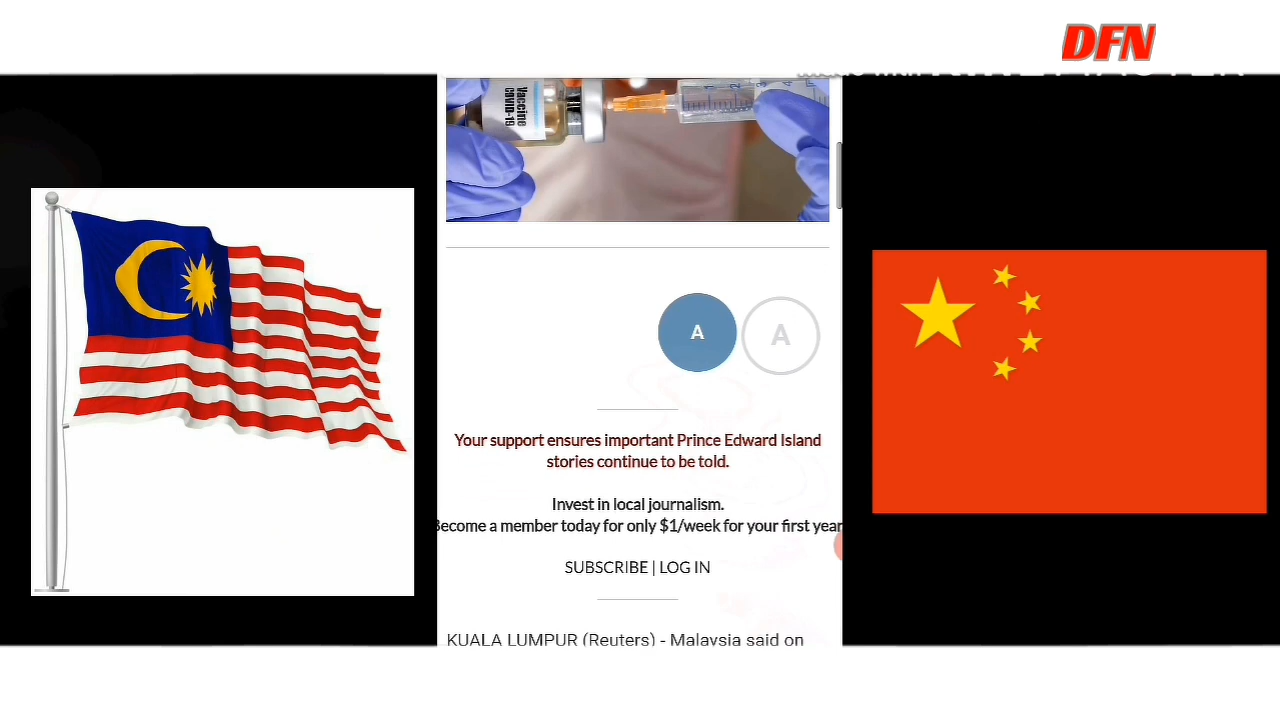 DFN
Vaccine
COVID-19
A
A
Your support ensures important Prince Edward Island
stories continue to be told.
Invest in local journalism.
Become a member today for only $1/week for your first year
SUBSCRIBE | LOG IN
KUALA LUMPUR (Reuters) - Malaysia said on